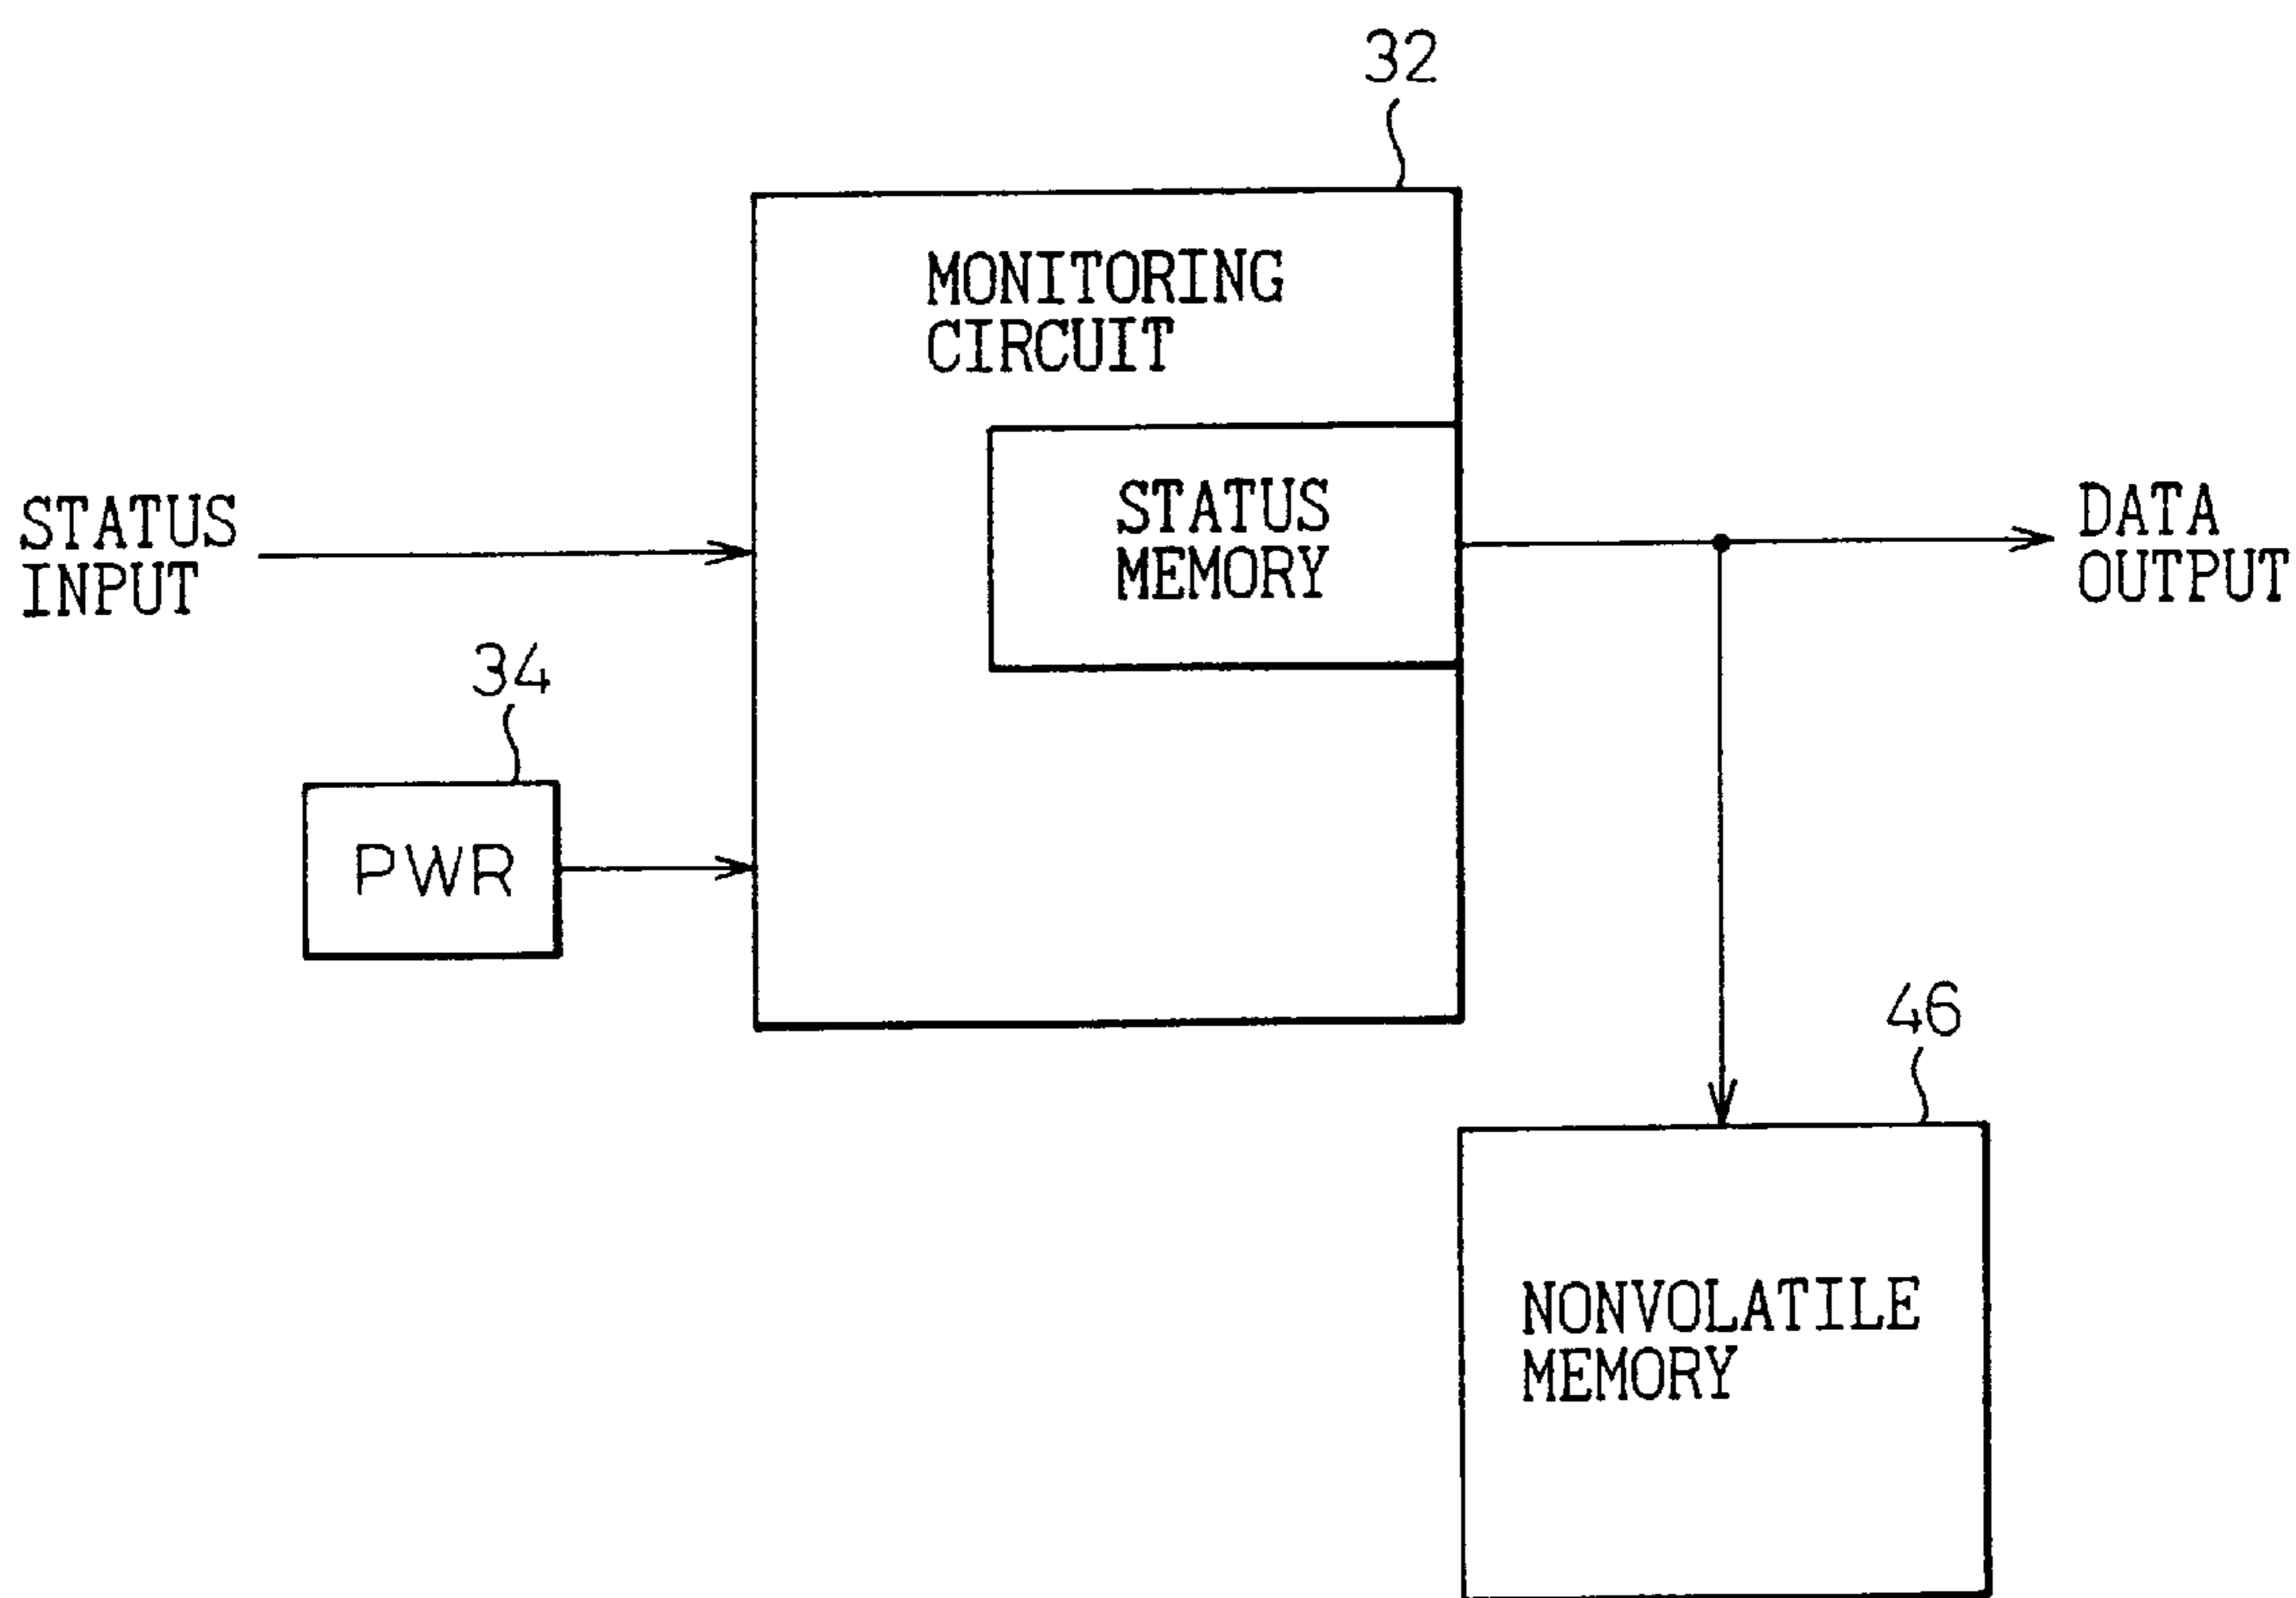 32
MONITORING
CIRCUIT
STATUS
MEMORY
STATUS
INPUT
DATA
OUTPUT
34
PWR
46
NONVOLATILE
MEMORY